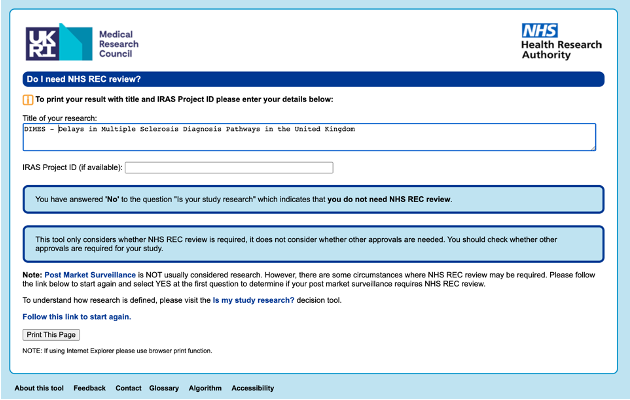 UK
RI
Medical
Research
Council
NHS
Health Research
Authority
Do I need NHS REC review?
i To print your result with title and IRAS Project ID please enter your details below:
Title of your research:
DIMES - Delays in Multiple Sclerosis Diagnosis Pathways in the United Kingdom
IRAS Project ID (if available):
You have answered 'No' to the question "Is your study research" which indicates that you do not need NHS REC review.
This tool only considers whether NHS REC review is required, it does not consider whether other approvals are needed. You should check whether other
approvals are required for your study.
Note: Post Market Surveillance is NOT usually considered research. However, there are some circumstances where NHS REC review may be required. Please follow
the link below to start again and select YES at the first question to determine if your post market surveillance requires NHS REC review.
To understand how research is defined, please visit the Is my study research? decision tool.
Follow this link to start again.
Print This Page
NOTE: If using Internet Explorer please use browser print function.
About this tool Feedback Contact Glossary Algorithm Accessibility